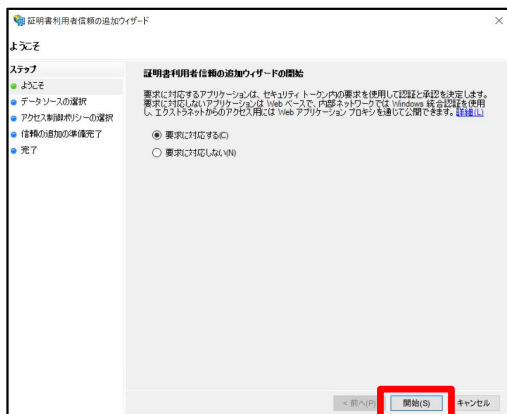 証明書利用者信頼の追加ウィザード
ようこそ
ステップ
ようこそ
データ ソースの選択
アクセス制御ポリシーの選択
信頼の追加の準備完了
完了
証明書利用者信頼の追加ウィザードの開始
要求に対応するアプリケーションは、セキュリティ トークン内の要求を使用して認証と承認を決定します。
要求に対応しないアプリケーションは Web ベースで、内部ネットワークでは Windows 統合認証を使用
し、エクストラネットからのアクセス用には Web アプリケーション プロキシを通じて公開できます。詳細(L)
要求に対応する(C)
要求に対応しない(N)
< 前へ(P)
開始(S)
キャンセル